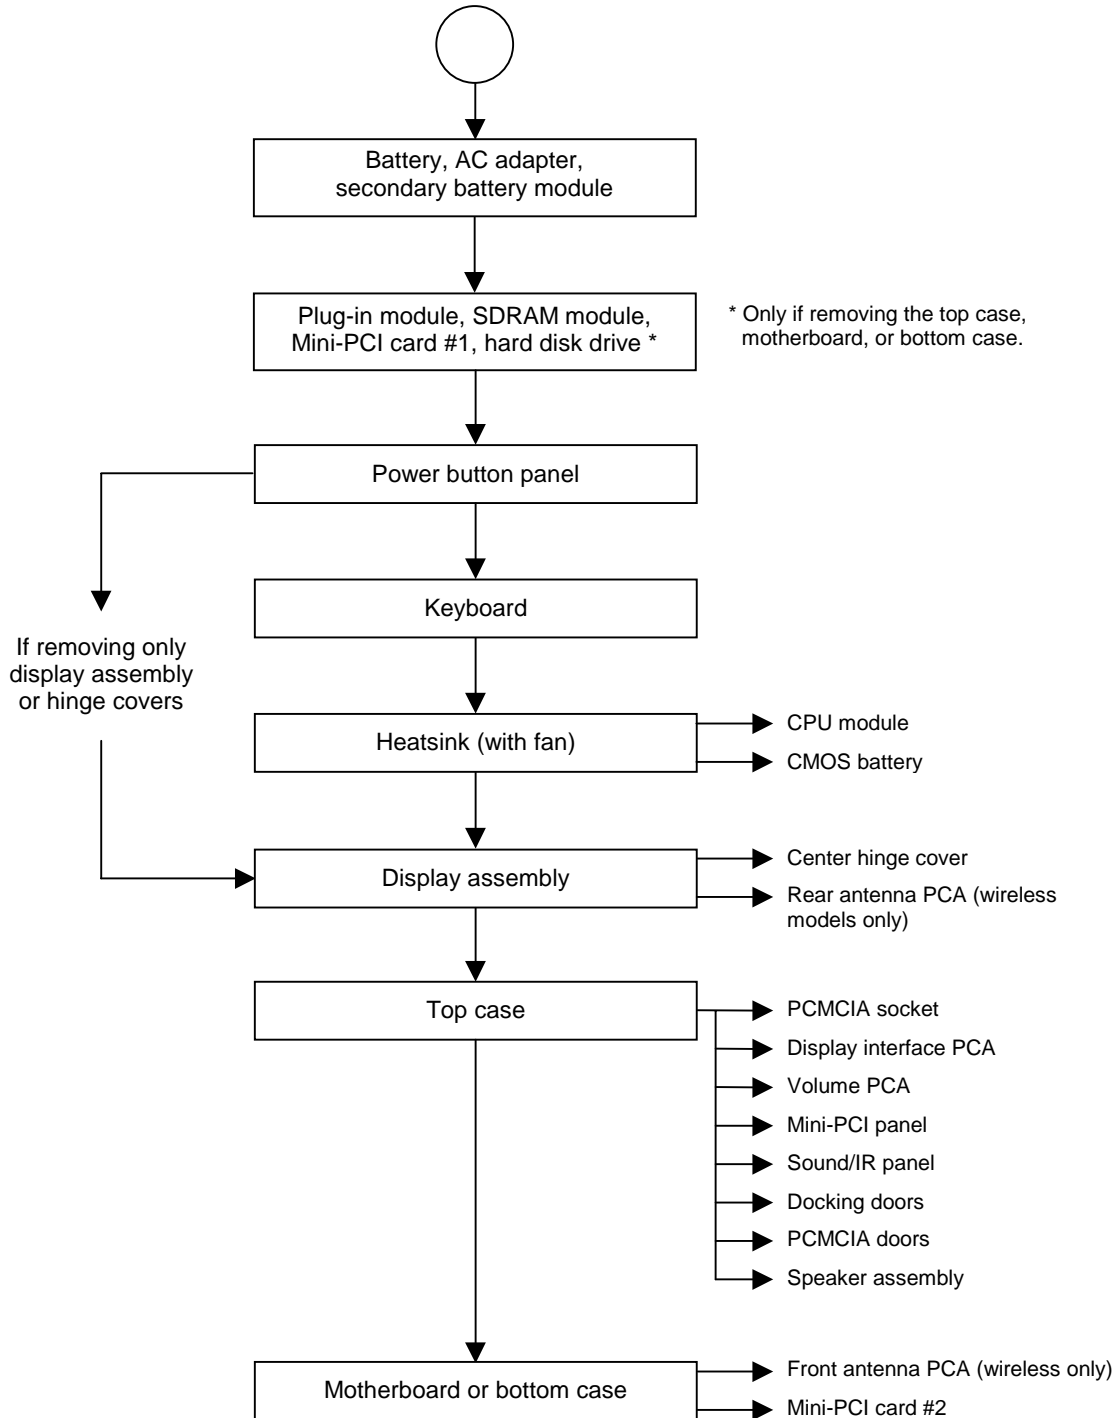 Battery, AC adapter,
secondary battery module
Plug-in module, SDRAM module,
Mini-PCI card #1, hard disk drive *
* Only if removing the top case,
motherboard, or bottom case.
Power button panel
Keyboard
If removing only
display assembly
or hinge covers
Heatsink (with fan)
CPU module
CMOS battery
Display assembly
Center hinge cover
Rear antenna PCA (wireless
models only)
Top case
PCMCIA socket
Display interface PCA
Volume PCA
Mini-PCI panel
Sound/IR panel
Docking doors
PCMCIA doors
Speaker assembly
Motherboard or bottom case
Front antenna PCA (wireless only)
Mini-PCI card #2